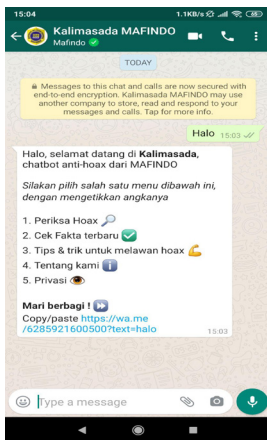 15:04
1.1KB/s
Kalimasada MAFINDO
Mafindo
TODAY
Messages to this chat and calls are now secured with
end-to-end encryption. Kalimasada MAFINDO may use
another company to store, read and respond to your
messages and calls. Tap for more info.
Halo 15:03
Halo, selamat datang di Kalimasada,
chatbot anti-hoax dari MAFINDO
Silakan pilih salah satu menu dibawah ini,
dengan mengetikkan angkanya
1. Periksa Hoax 🔎
2. Cek Fakta terbaru ✅
3. Tips & trik untuk melawan hoax 💪
4. Tentang kami ℹ️
5. Privasi 👁
Mari berbagi ! ⏩
Copy/paste https://wa.me
/6285921600500?text=halo
15:03
Type a message